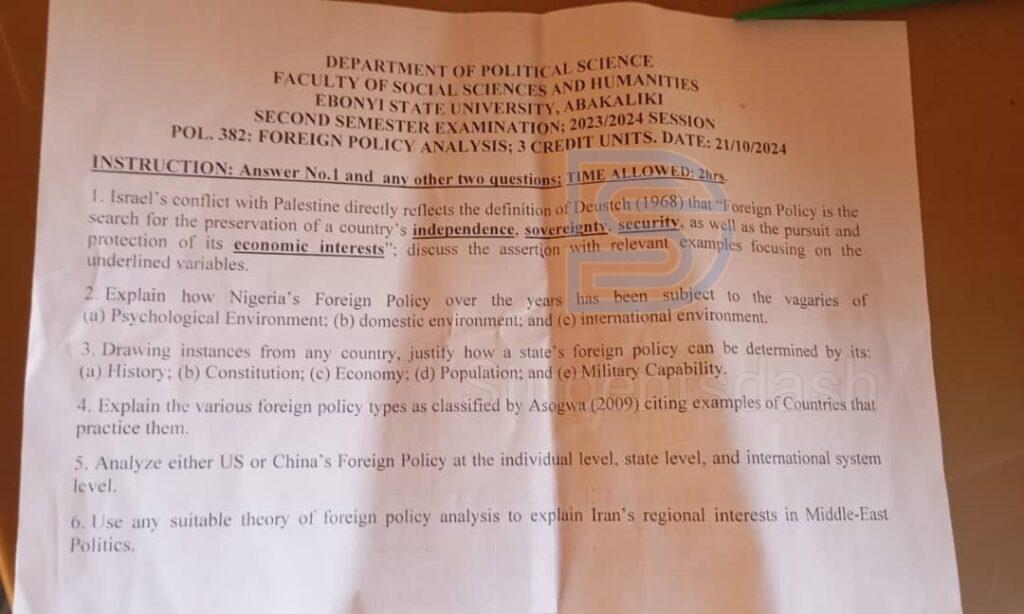 DEPARTMENT OF POLITICAL SCIENCE
FACULTY OF SOCIAL SCIENCES AND HUMANITIES
EBONYI STATE UNIVERSITY, ABAKALIKI
SECOND SEMESTER EXAMINATION; 2023/2024 SESSION
POL. 382: FOREIGN POLICY ANALYSIS; 3 CREDIT UNITS. DATE: 21/10/2024
INSTRUCTION: Answer No.1 and any other two questions; TIME ALLOWED: 2hrs.
1. Israel's conflict with Palestine directly reflects the definition of Deustch (1968) that "Foreign Policy is the
search for the preservation of a country's independence, sovereignty, security, as well as the pursuit and
protection of its economic interests"; discuss the assertion with relevant examples focusing on the
underlined variables.
2. Explain how Nigeria's Foreign Policy over the years has been subject to the vagaries of
(a) Psychological Environment; (b) domestic environment; and (c) international environment.
3. Drawing instances from any country, justify how a state's foreign policy can be determined by its:
(a) History; (b) Constitution; (c) Economy; (d) Population; and (e) Military Capability.
studentsdash
4. Explain the various foreign policy types as classified by Asogwa (2009) citing examples of Countries that
practice them.
5. Analyze either US or China's Foreign Policy at the individual level, state level, and international system
level.
6. Use any suitable theory of foreign policy analysis to explain Iran's regional interests in Middle-East
Politics.